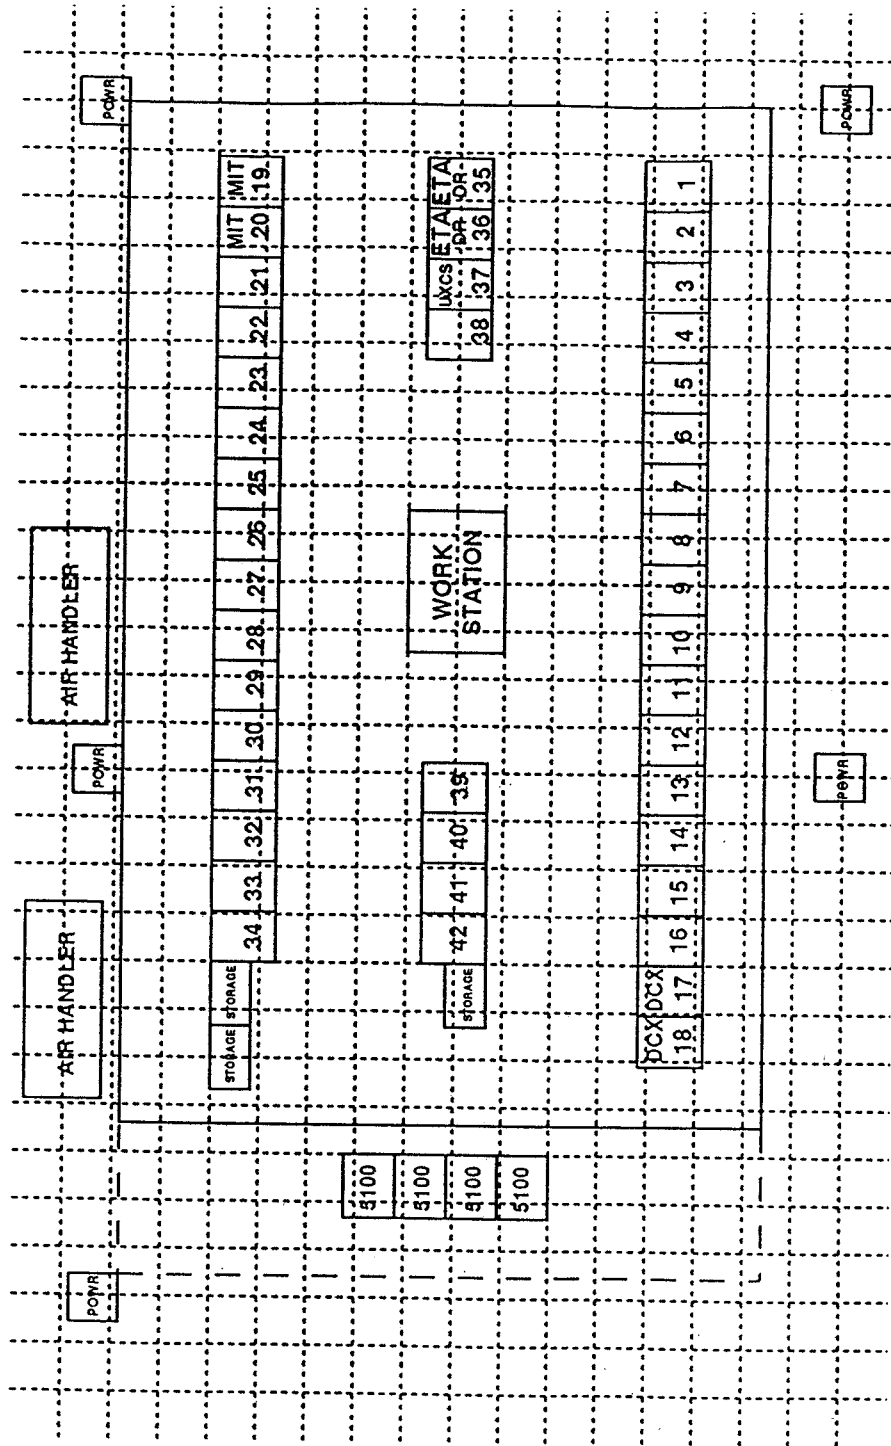 AIR HANDLER
AIR HANDLER
POWR
POWR
POWR
MIT MIT
STORAGE STORAGE 34 33 32 31 30 29 28 27 26 25 24 23 22 21 20 19
5100
5100
5100
5100
STORAGE 42 41 40 39
WORK
STATION
UXCS ETA ETA
DR DR
38 37 36 35
DCX DCX
18 17 16 15 14 13 12 11 10 9 8 7 6 5 4 3 2 1
POWR
POWR